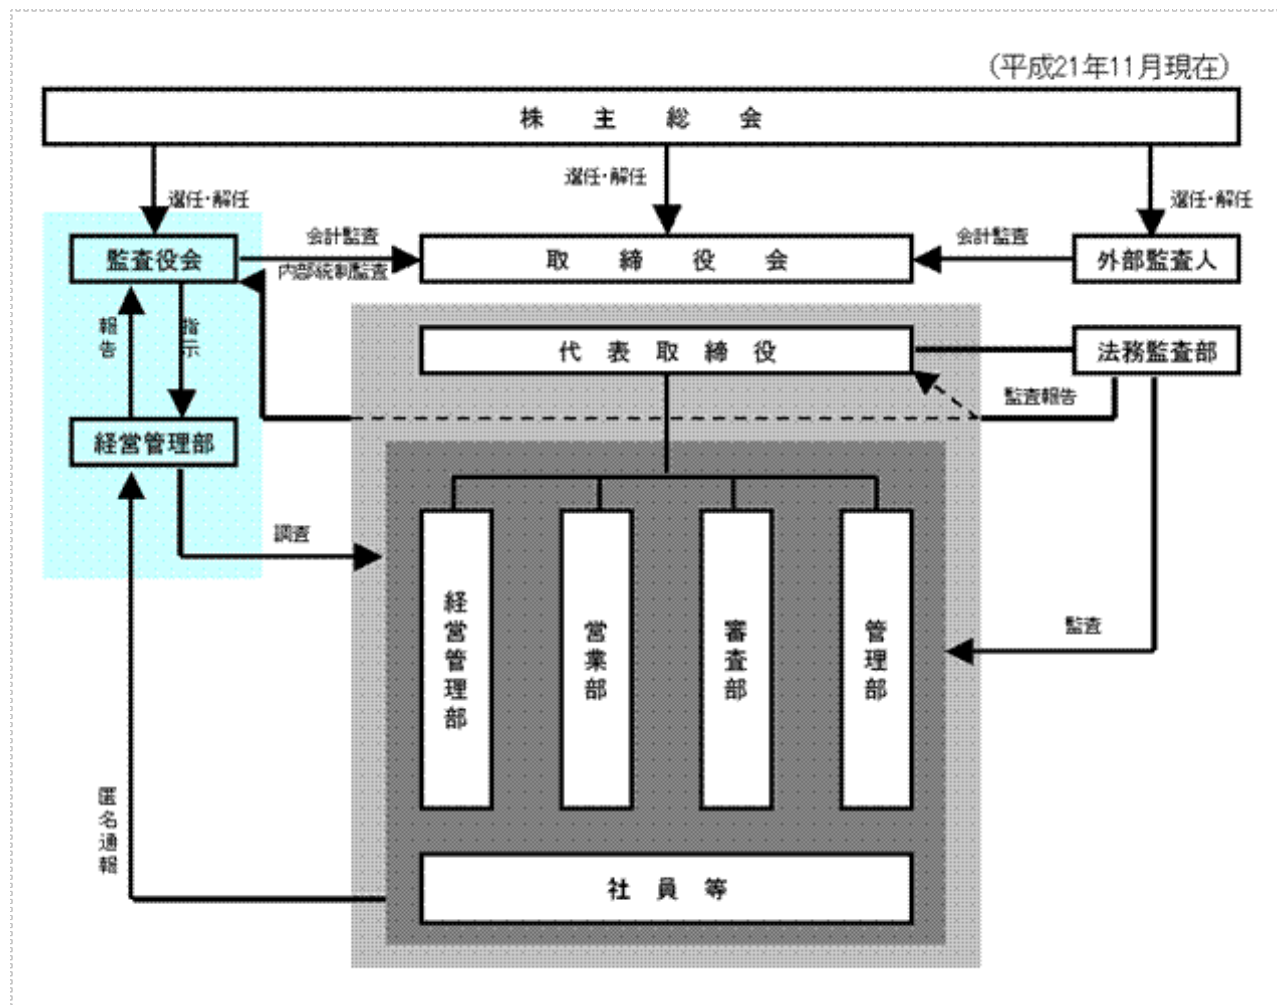 (平成21年11月現在)
株主総会
選任・解任
選任・解任
選任・解任
監査役会
会計監査
内部統制監査
取締役会
会計監査
外部監査人
報告
指示
代表取締役
法務監査部
監査報告
経営管理部
調査
経営管理部
営業部
審査部
管理部
監査
匿名通報
社員等